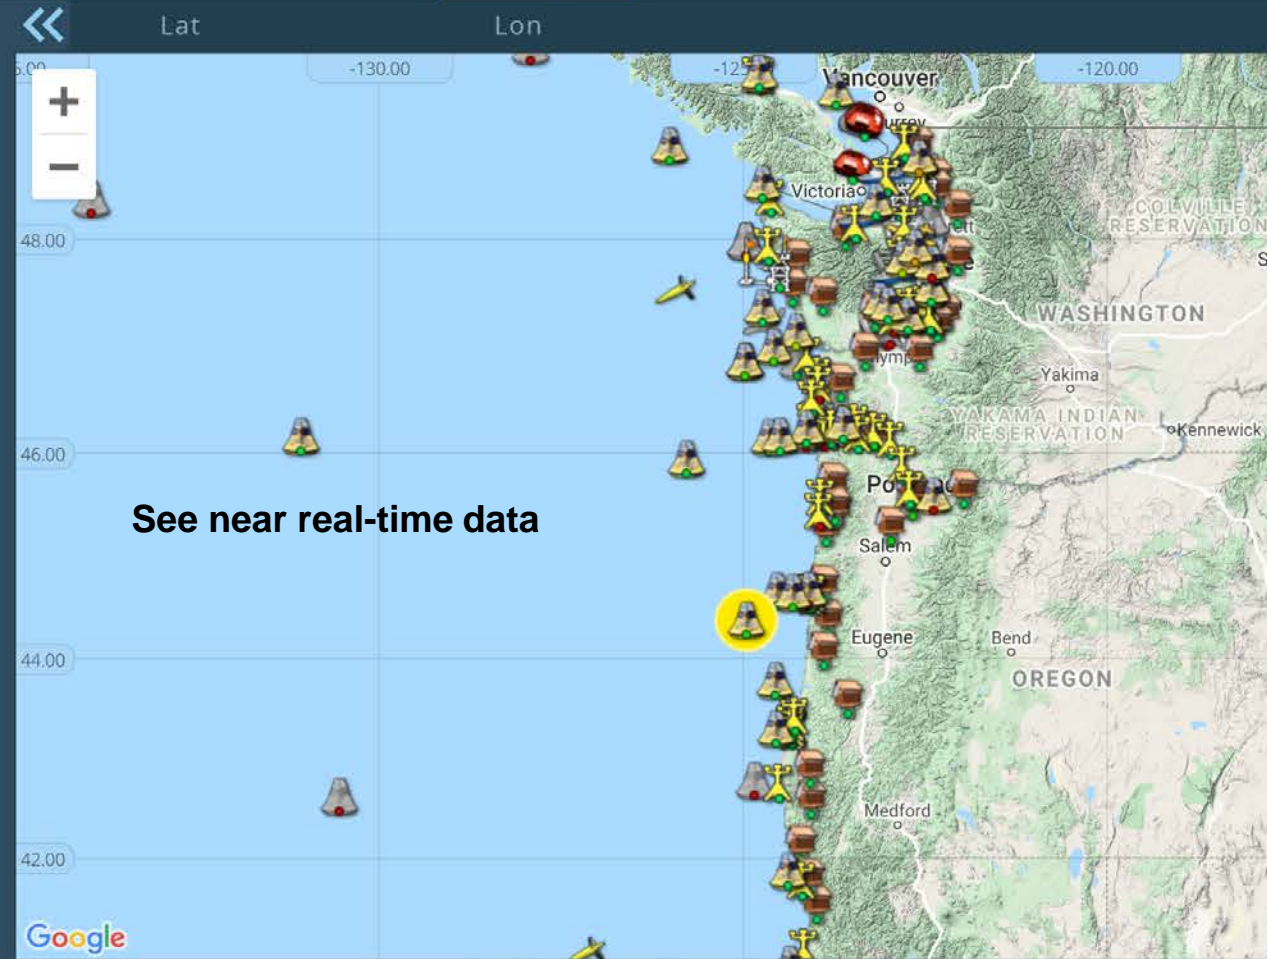 Lat Lon
-130.00
-120.00
Vancouver
Victoria
48.00
COLVILLE
RESERVATION
WASHINGTON
Yakima
YAKAMA INDIAN
RESERVATION
Kennewick
46.00
See near real-time data
Salem
Eugene
Bend
44.00
OREGON
Medford
42.00
Google